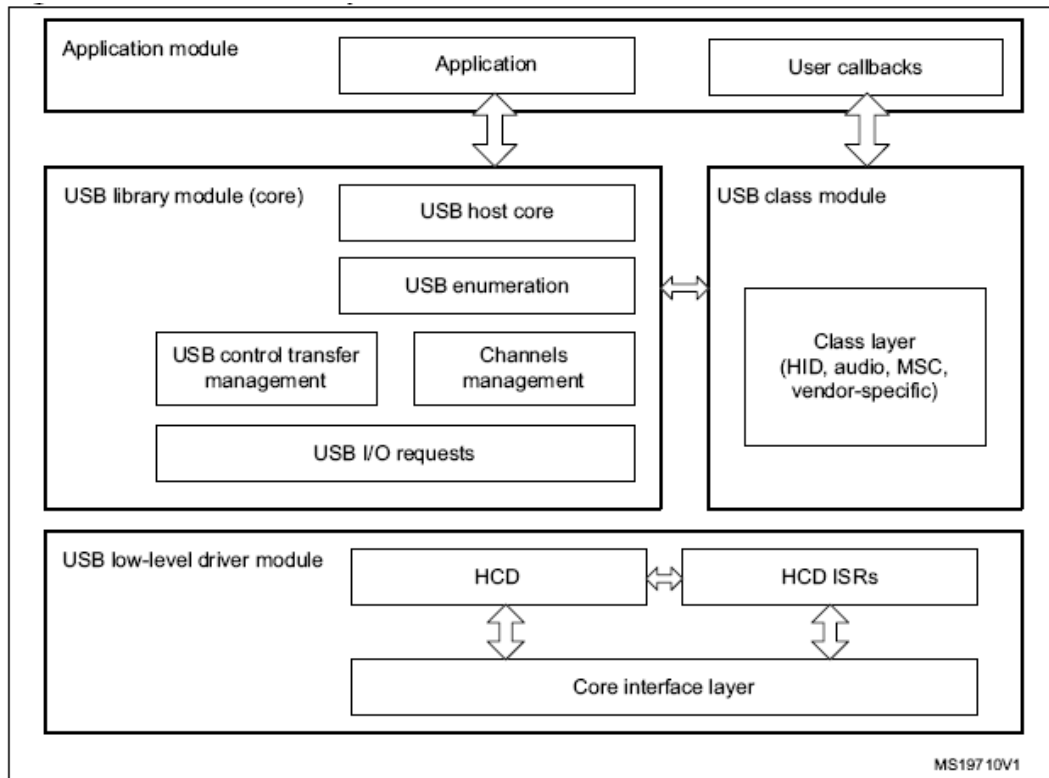 Application module
Application
User callbacks
USB library module (core)
USB host core
USB class module
USB enumeration
USB control transfer
management
Channels
management
Class layer
(HID, audio, MSC,
vendor-specific)
USB I/O requests
USB low-level driver module
HCD
HCD ISRs
Core interface layer
MS19710V1